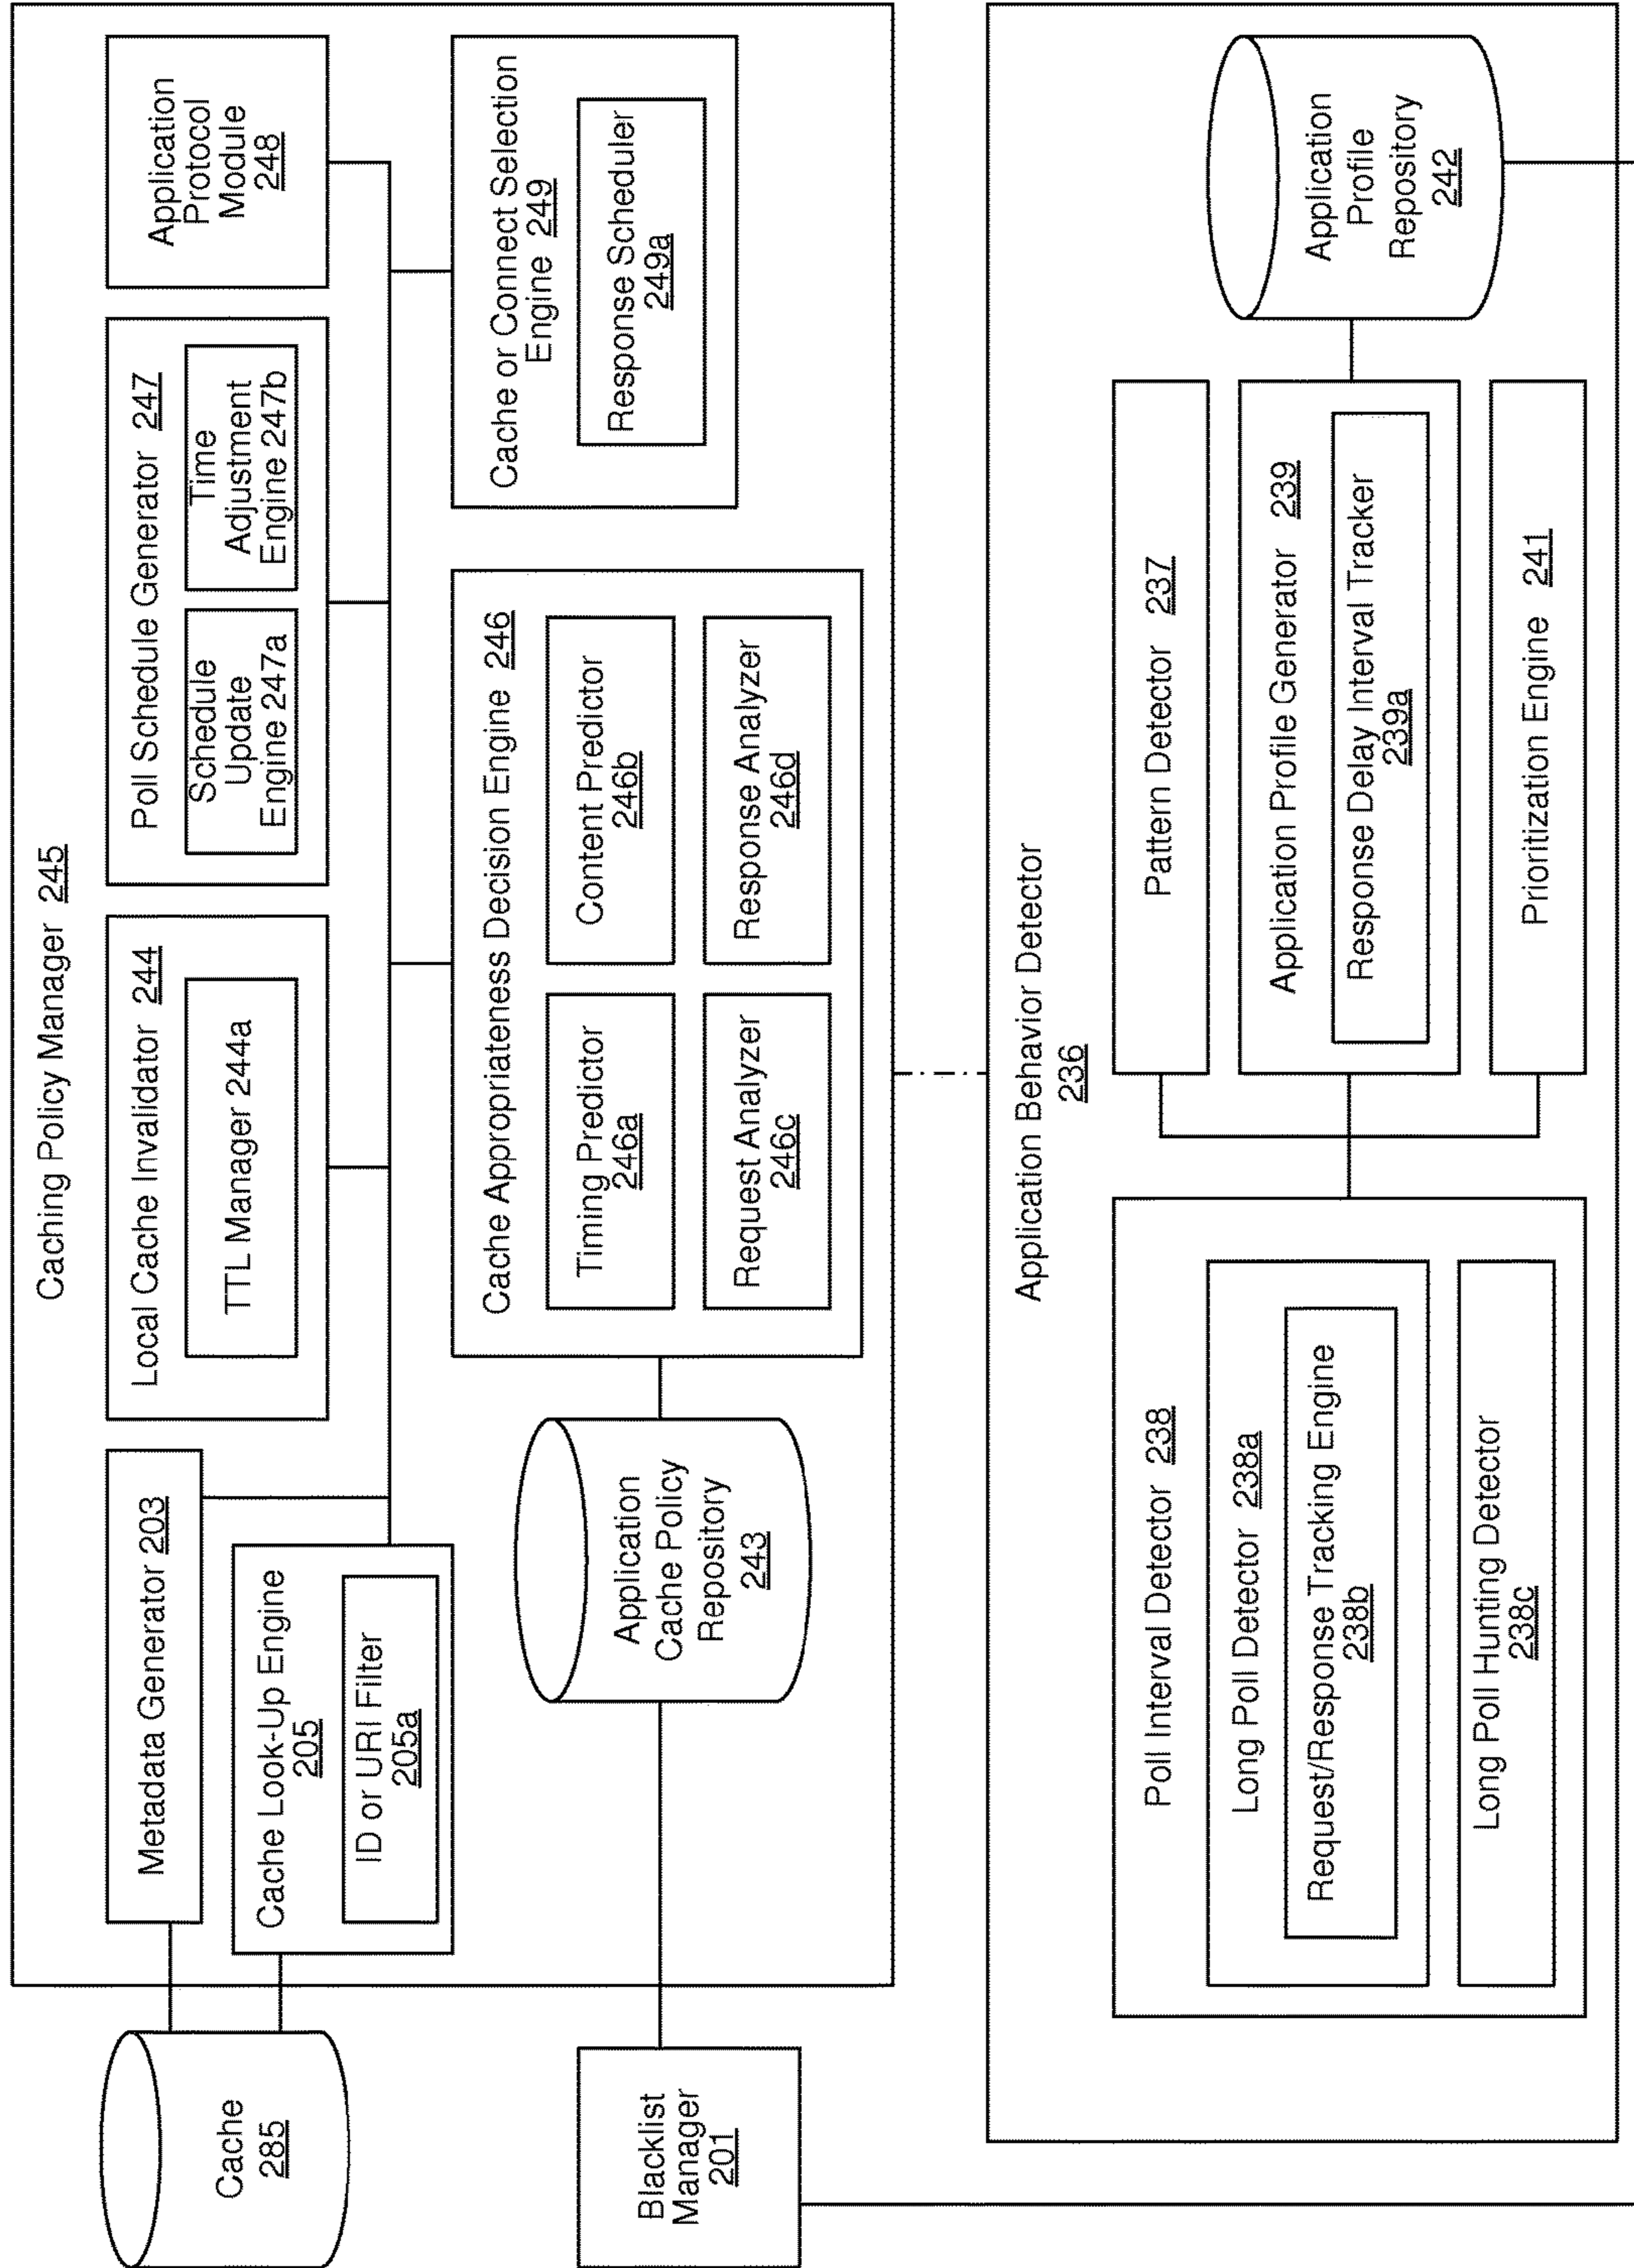 Caching Policy Manager 245
Cache
285
Metadata Generator 203
Cache Look-Up Engine
205
ID or URI Filter
205a
Local Cache Invalidator 244
TTL Manager 244a
Poll Schedule Generator 247
Schedule
Update
Engine 247a
Time
Adjustment
Engine 247b
Application
Protocol
Module
248
Blacklist
Manager
201
Application
Cache Policy
Repository
243
Cache Appropriateness Decision Engine 246
Timing Predictor
246a
Content Predictor
246b
Request Analyzer
246c
Response Analyzer
246d
Cache or Connect Selection
Engine 249
Response Scheduler
249a
Application Behavior Detector
236
Poll Interval Detector 238
Long Poll Detector 238a
Request/Response Tracking Engine
238b
Long Poll Hunting Detector
238c
Pattern Detector 237
Application Profile Generator 239
Response Delay Interval Tracker
239a
Prioritization Engine 241
Application
Profile
Repository
242